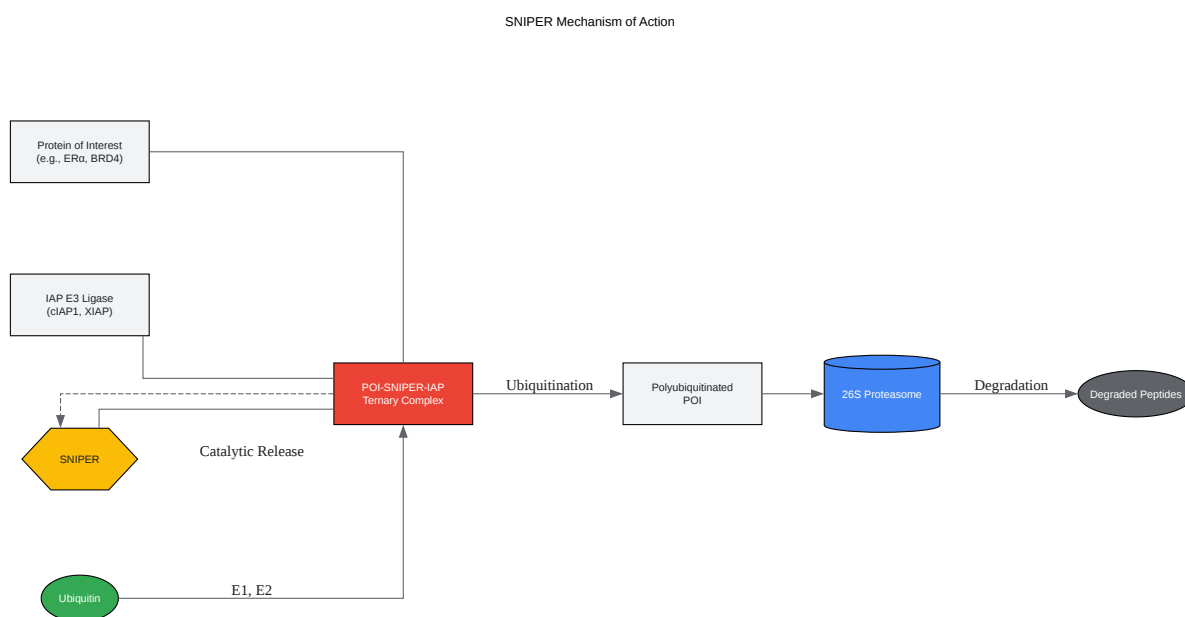 SNIPER Mechanism of Action
Protein of Interest
(e.g., ERα, BRD4)
IAP E3 Ligase
(cIAP1, XIAP)
POI-SNIPER-IAP
Ternary Complex
Ubiquitination
Polyubiquitinated
POI
26S Proteasome
Degradation
Degraded Peptides
SNIPER
Catalytic Release
Ubiquitin
E1, E2